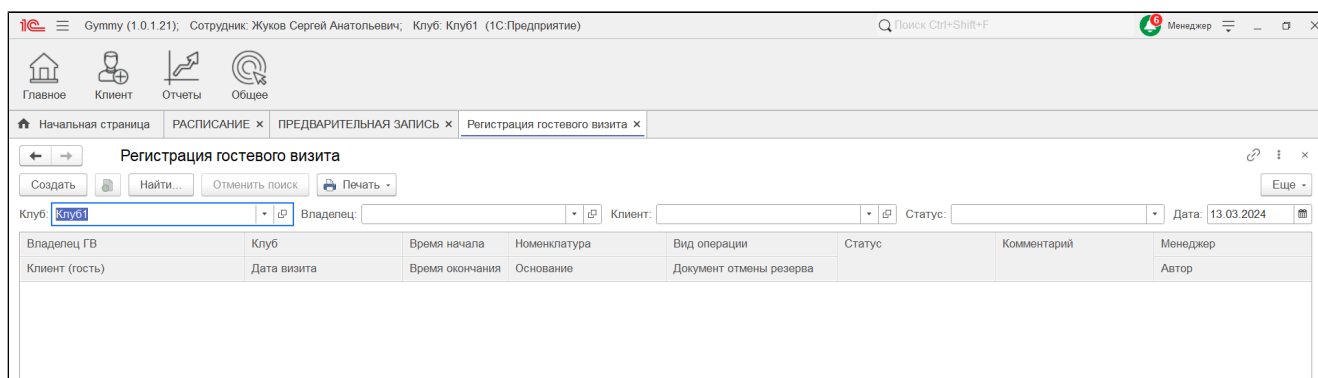 1С Gymmy (1.0.1.21); Сотрудник: Жуков Сергей Анатольевич; Клуб: Клуб1 (1С:Предприятие) Поиск Ctrl+Shift+F 6 Менеджер
Главное Клиент Отчеты Общее
Начальная страница РАСПИСАНИЕ × ПРЕДВАРИТЕЛЬНАЯ ЗАПИСЬ × Регистрация гостевого визита ×
Регистрация гостевого визита
Создать Найти... Отменить поиск Печать Еще
Клуб: Клуб1 Владелец: Клиент: Статус: Дата: 13.03.2024
Владелец ГВ Клуб Время начала Номенклатура Вид операции Статус Комментарий Менеджер
Клиент (гость) Дата визита Время окончания Основание Документ отмены резерва Автор